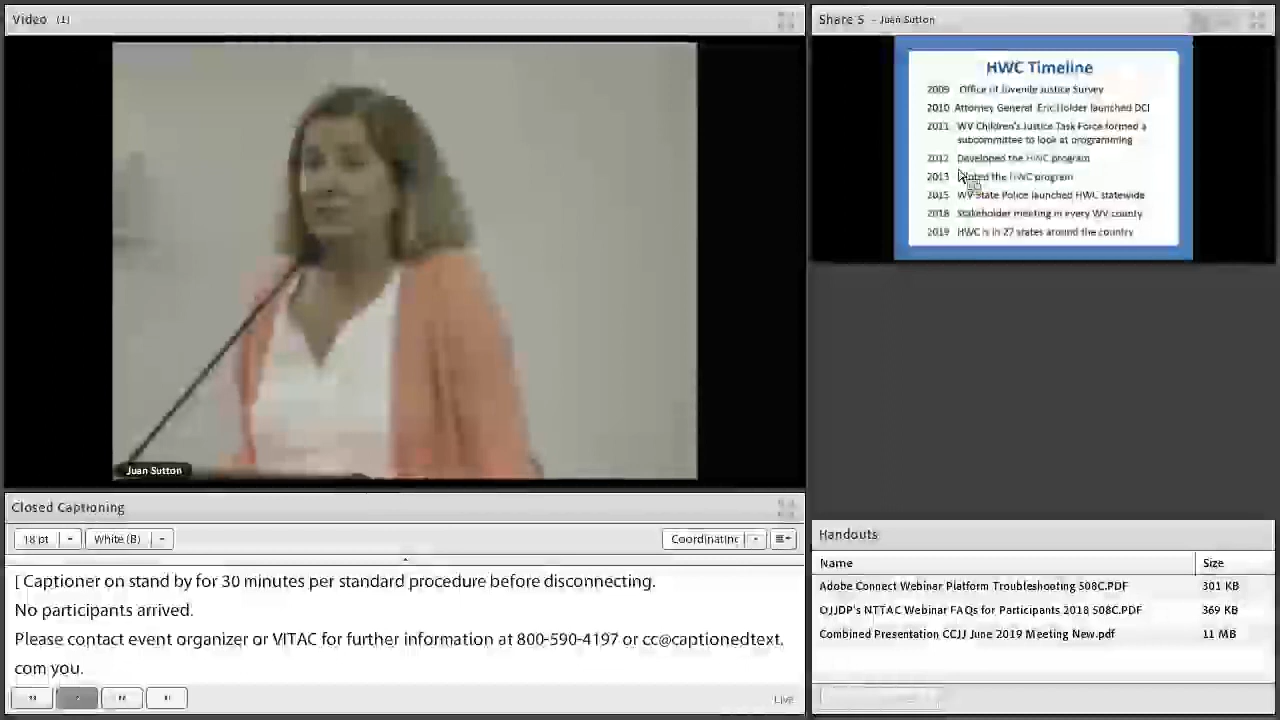 Video (1)
Juan Sutton
Share 5 - Juan Sutton
HWC Timeline
2009 Office of Juvenile Justice Survey
2010 Attorney General Eric Holder launched DCI
2011 WV Children's Justice Task Force formed a
subcommittee to look at programming
2012 Developed the HWC program
2013 the HWC program
2015 WV State Police launched HWC statewide
2018 Stakeholder meeting in every WV county
2019 HWC is in 27 states around the country
Closed Captioning
18 pt White (B) Coordinating
[ Captioner on stand by for 30 minutes per standard procedure before disconnecting.
No participants arrived.
Please contact event organizer or VITAC for further information at 800-590-4197 or cc@captionedtext.
com you.
Live
Handouts
Name Size
Adobe Connect Webinar Platform Troubleshooting 508C.PDF 301 KB
OJJDP's NTTAC Webinar FAQs for Participants 2018 508C.PDF 369 KB
Combined Presentation CCJJ June 2019 Meeting New.pdf 11 MB